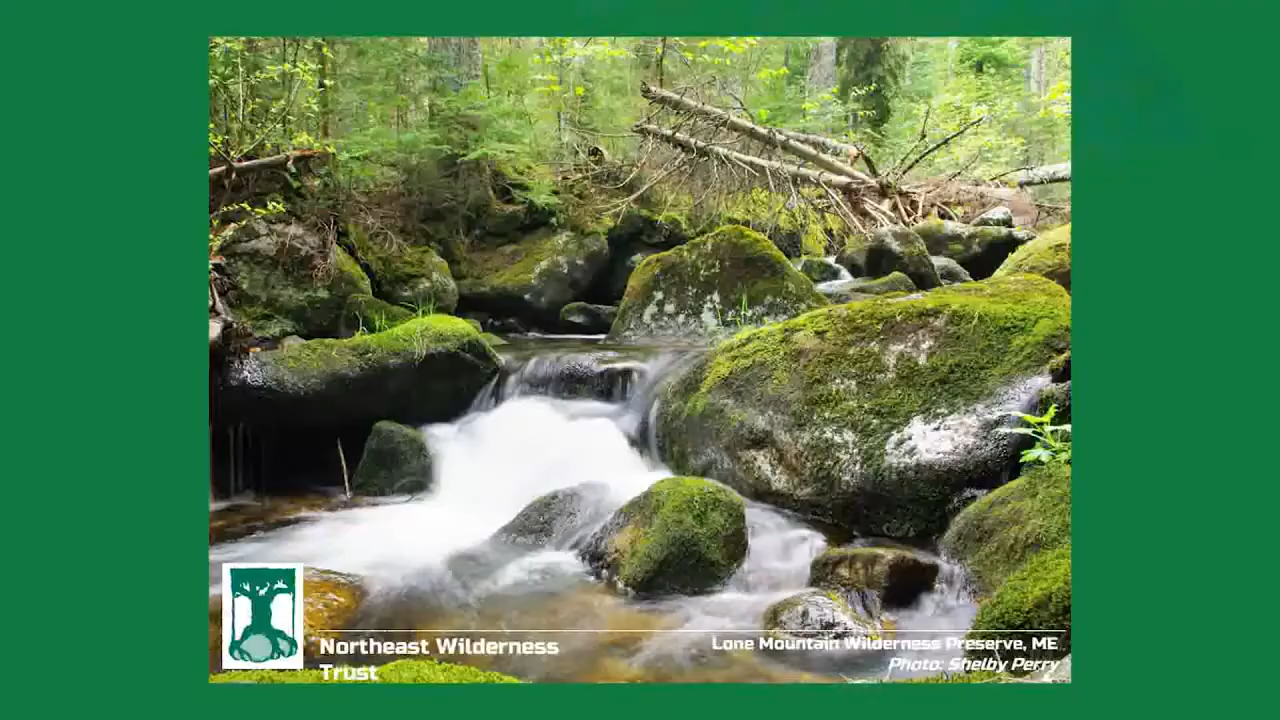 Northeast Wilderness
Trust
Lone Mountain Wilderness Preserve, ME
Photo: Shelby Perry